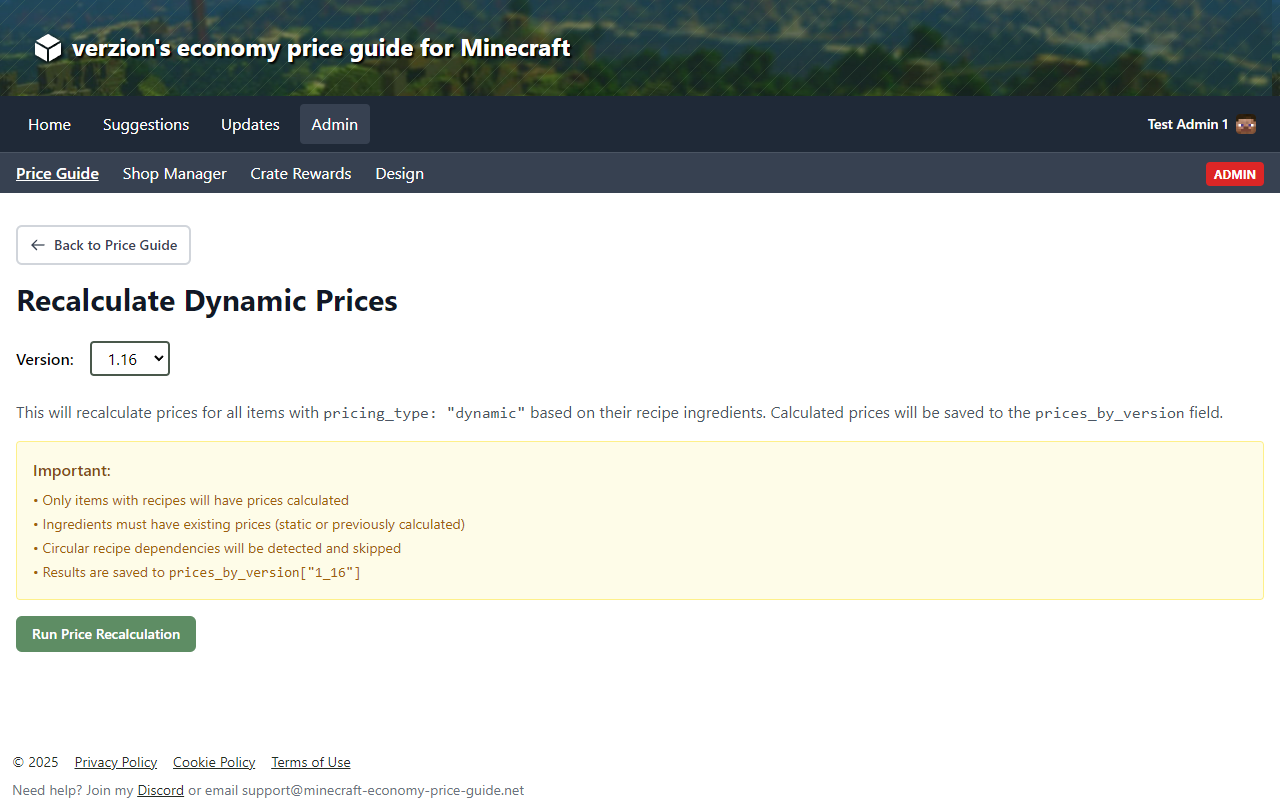 verzion's economy price guide for Minecraft
Home Suggestions Updates Admin Test Admin 1
Price Guide Shop Manager Crate Rewards Design ADMIN
Back to Price Guide
Recalculate Dynamic Prices
Version: 1.16
This will recalculate prices for all items with pricing_type: "dynamic" based on their recipe ingredients. Calculated prices will be saved to the prices_by_version field.
Important:
• Only items with recipes will have prices calculated
• Ingredients must have existing prices (static or previously calculated)
• Circular recipe dependencies will be detected and skipped
• Results are saved to prices_by_version["1_16"]
Run Price Recalculation
© 2025 Privacy Policy Cookie Policy Terms of Use
Need help? Join my Discord or email support@minecraft-economy-price-guide.net